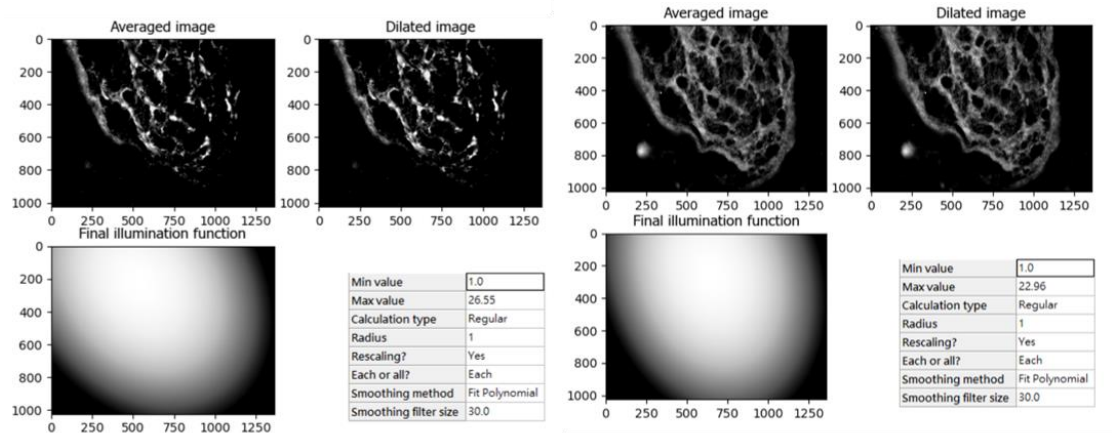 Averaged image
Dilated image
0
200
400
600
800
1000
0 250 500 750 1000 1250
0 250 500 750 1000 1250
Final illumination function
0
200
400
600
800
1000
0 250 500 750 1000 1250
Min value 1.0
Max value 26.55
Calculation type Regular
Radius 1
Rescaling? Yes
Each or all? Each
Smoothing method Fit Polynomial
Smoothing filter size 30.0
Averaged image
Dilated image
0
200
400
600
800
1000
0 250 500 750 1000 1250
0
200
400
600
800
1000
0 250 500 750 1000 1250
Final illumination function
0
200
400
600
800
1000
0 250 500 750 1000 1250
Min value 1.0
Max value 22.96
Calculation type Regular
Radius 1
Rescaling? Yes
Each or all? Each
Smoothing method Fit Polynomial
Smoothing filter size 30.0